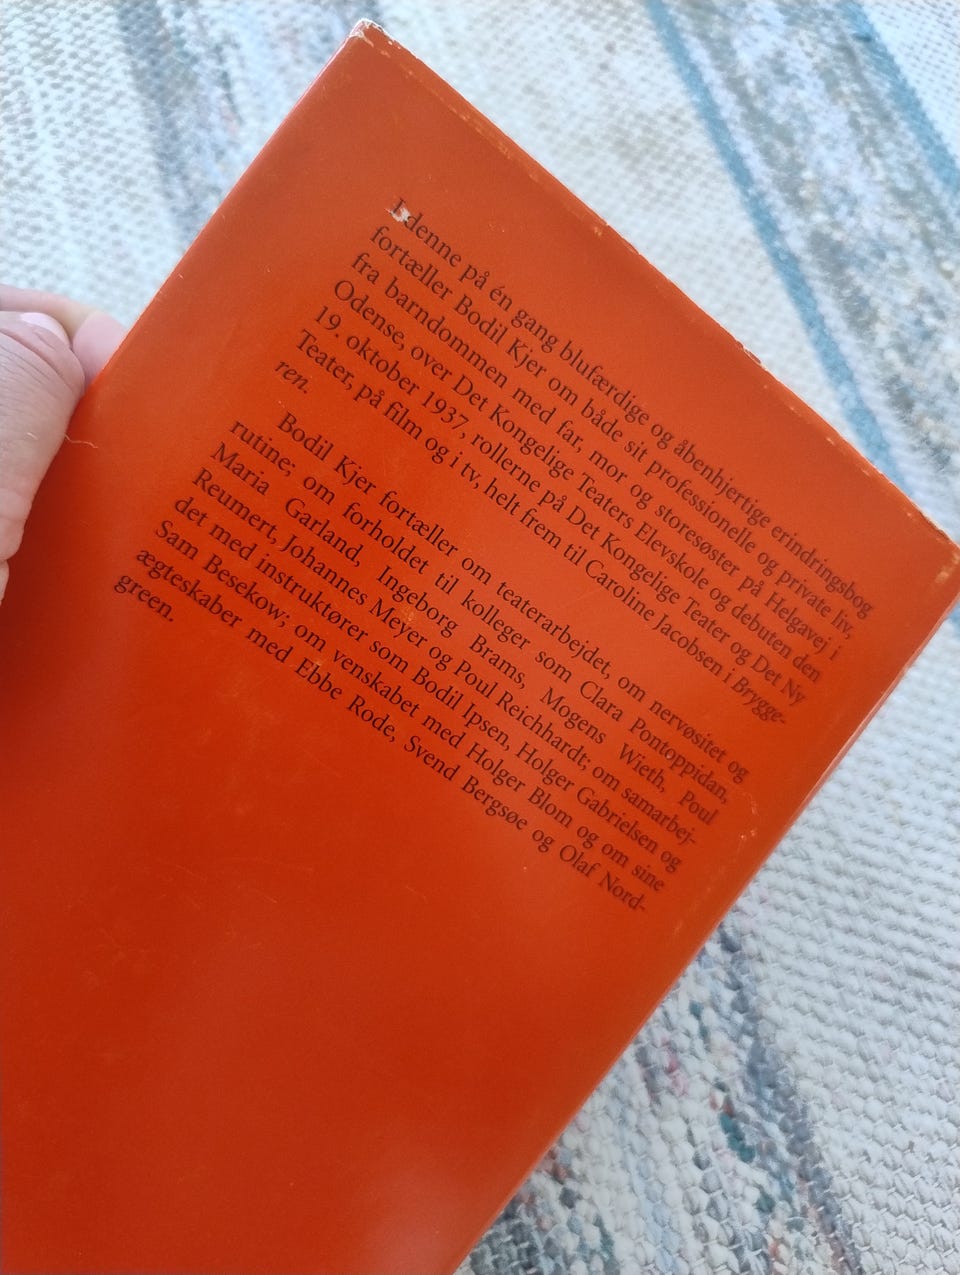 I denne på én gang blufærdige og åbenhjertige erindringsbog
fortæller Bodil Kjer om både sit professionelle og private liv,
fra barndommen med far, mor og storesøster på Helgavej i
Odense, over Det Kongelige Teaters Elevskole og debuten den
19. oktober 1937, rollerne på Det Kongelige Teater og Det Ny
Teater, på film og i tv, helt frem til Caroline Jacobsen i Brygge-
ren.
Bodil Kjer fortæller om teaterarbejdet, om nervøsitet og
rutine; om forholdet til kolleger som Clara Pontoppidan,
Maria Garland, Ingeborg Brams, Mogens Wieth, Poul
Reumert, Johannes Meyer og Poul Reichhardt; om samarbej-
det med instruktører som Bodil Ipsen, Holger Gabrielsen og
Sam Besekow; om venskabet med Holger Blom og om sine
ægteskaber med Ebbe Rode, Svend Bergsøe og Olaf Nord-
green.